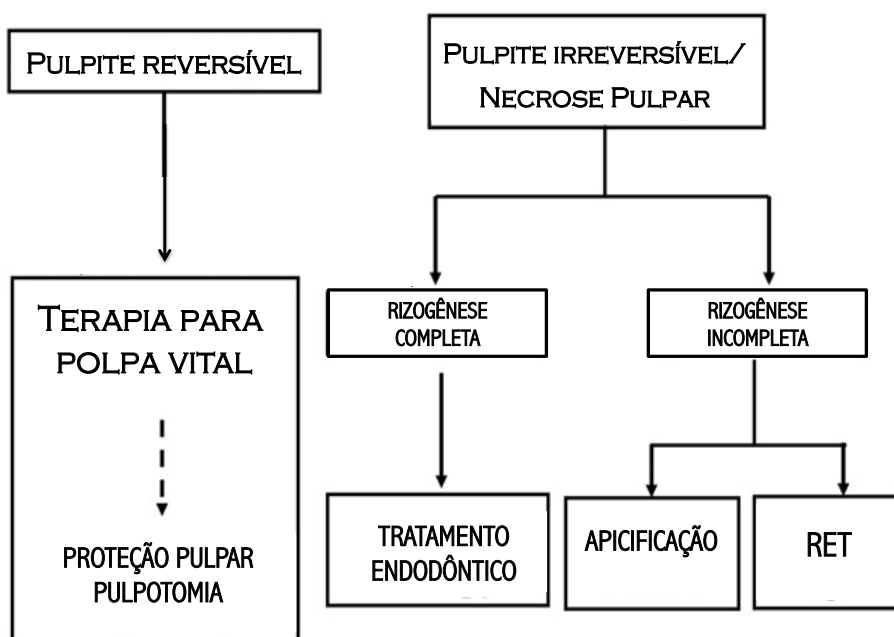 PULPITE REVERSÍVEL
PULPITE IRREVERSÍVEL/
NECROSE PULPAR
TERAPIA PARA
POLPA VITAL
PROTEÇÃO PULPAR
PULPOTOMIA
RIZOGÊNESE
COMPLETA
RIZOGÊNESE
INCOMPLETA
TRATAMENTO
ENDODÔNTICO
APICIFICAÇÃO
RET